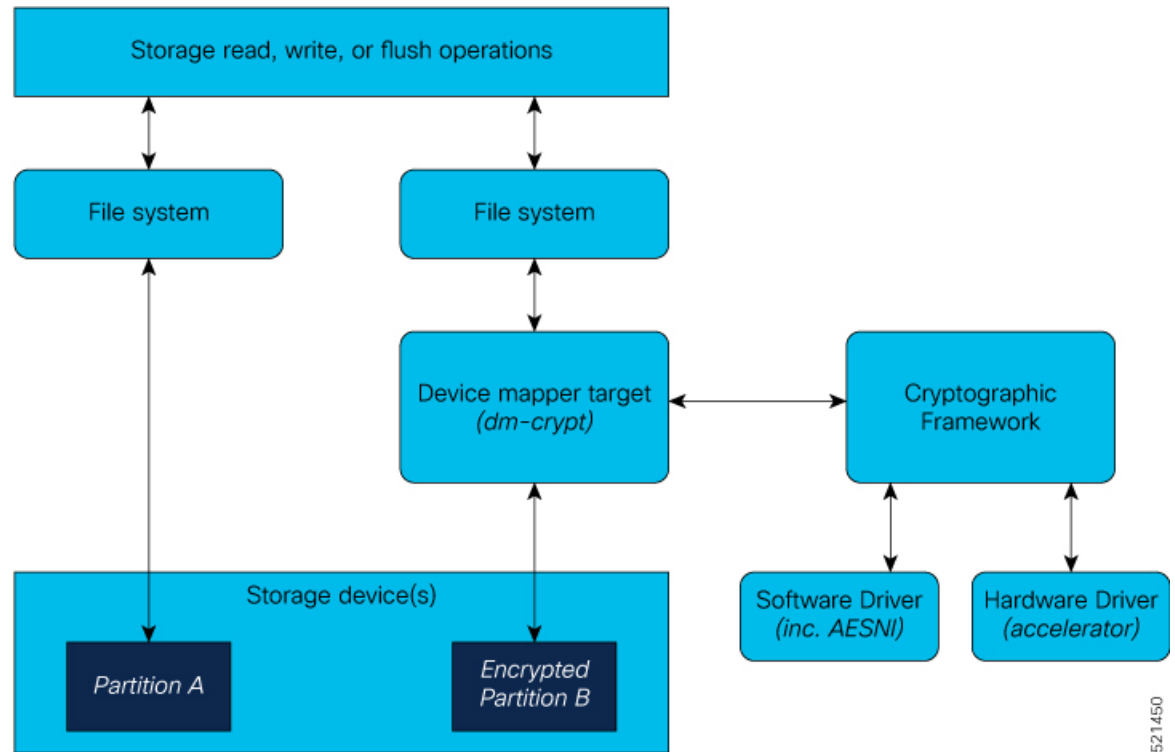 Storage read, write, or flush operations
File system
File system
Device mapper target
(dm-crypt)
Cryptographic
Framework
Storage device(s)
Software Driver
(inc. AESNI)
Hardware Driver
(accelerator)
Partition A
Encrypted
Partition B
521450